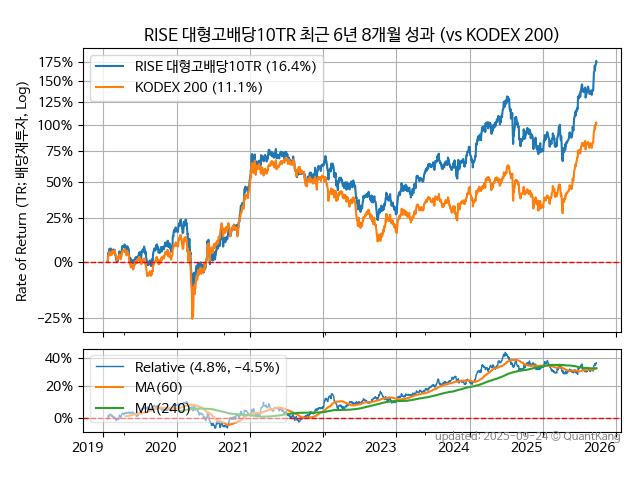 RISE 대형고배당10TR 최근 6년 8개월 성과 (vs KODEX 200)
Rate of Return (TR: 배당재투자, Log)
175%
150%
125%
100%
75%
50%
25%
0%
−25%
RISE 대형고배당10TR (16.4%)
KODEX 200 (11.1%)
40%
20%
0%
Relative (4.8%, −4.5%)
MA(60)
MA(240)
2019 2020 2021 2022 2023 2024 2025 2026
updated: 2025-09-24 © QuantKang